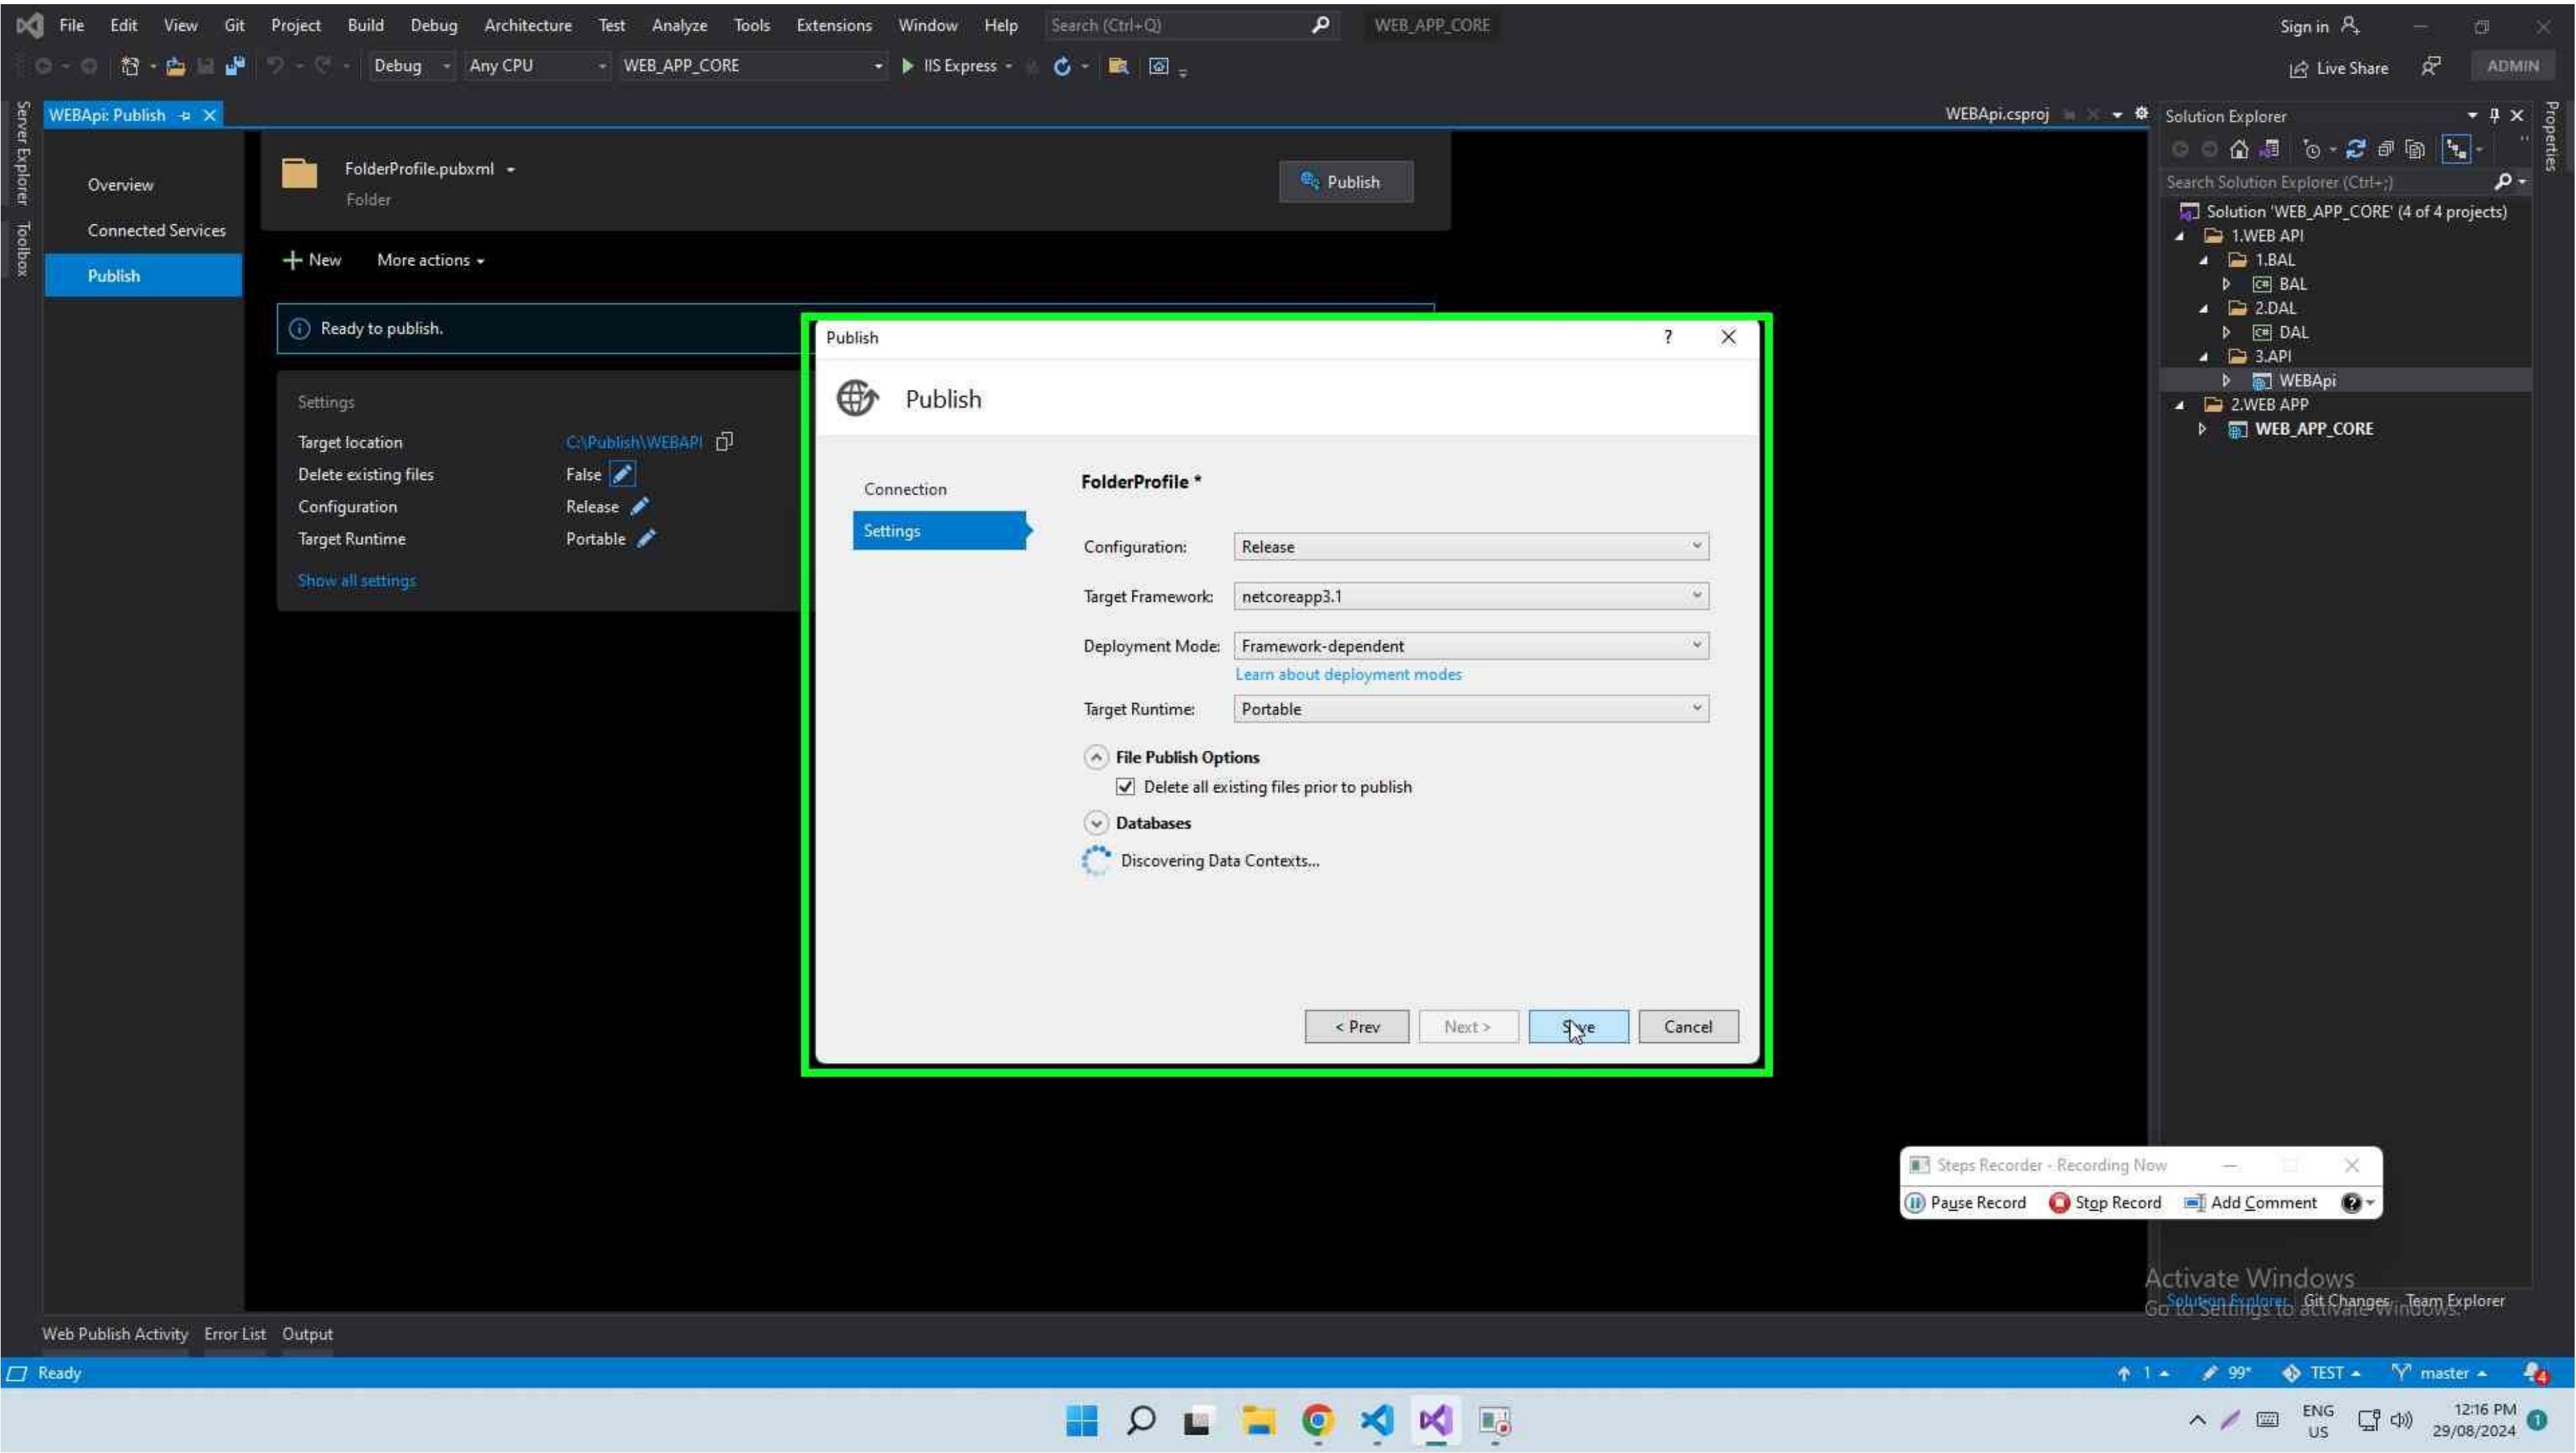 File Edit View Git Project Build Debug Architecture Test Analyze Tools Extensions Window Help Search (Ctrl+Q) WEB_APP_CORE Sign in
Debug Any CPU WEB_APP_CORE IIS Express Live Share ADMIN
Server Explorer
Toolbox
WEBApi: Publish
WEBApi.csproj
Overview
Connected Services
Publish
FolderProfile.pubxml
Folder
Publish
New More actions
Ready to publish.
Settings
Target location C:\Publish\WEBAPI
Delete existing files False
Configuration Release
Target Runtime Portable
Show all settings
Publish ?
Publish
Connection
Settings
FolderProfile *
Configuration: Release
Target Framework: netcoreapp3.1
Deployment Mode: Framework-dependent
Learn about deployment modes
Target Runtime: Portable
File Publish Options
Delete all existing files prior to publish
Databases
Discovering Data Contexts...
< Prev Next > Save Cancel
Solution Explorer
Search Solution Explorer (Ctrl+;)
Solution 'WEB_APP_CORE' (4 of 4 projects)
1.WEB API
1.BAL
C# BAL
2.DAL
C# DAL
3.API
WEBApi
2.WEB APP
WEB_APP_CORE
Properties
Steps Recorder - Recording Now
Pause Record Stop Record Add Comment
Activate Windows
Go to Settings to activate Windows.
Solution Explorer Git Changes Team Explorer
Web Publish Activity Error List Output
Ready 1 99+ TEST master 4
ENG
US
12:16 PM
29/08/2024
1